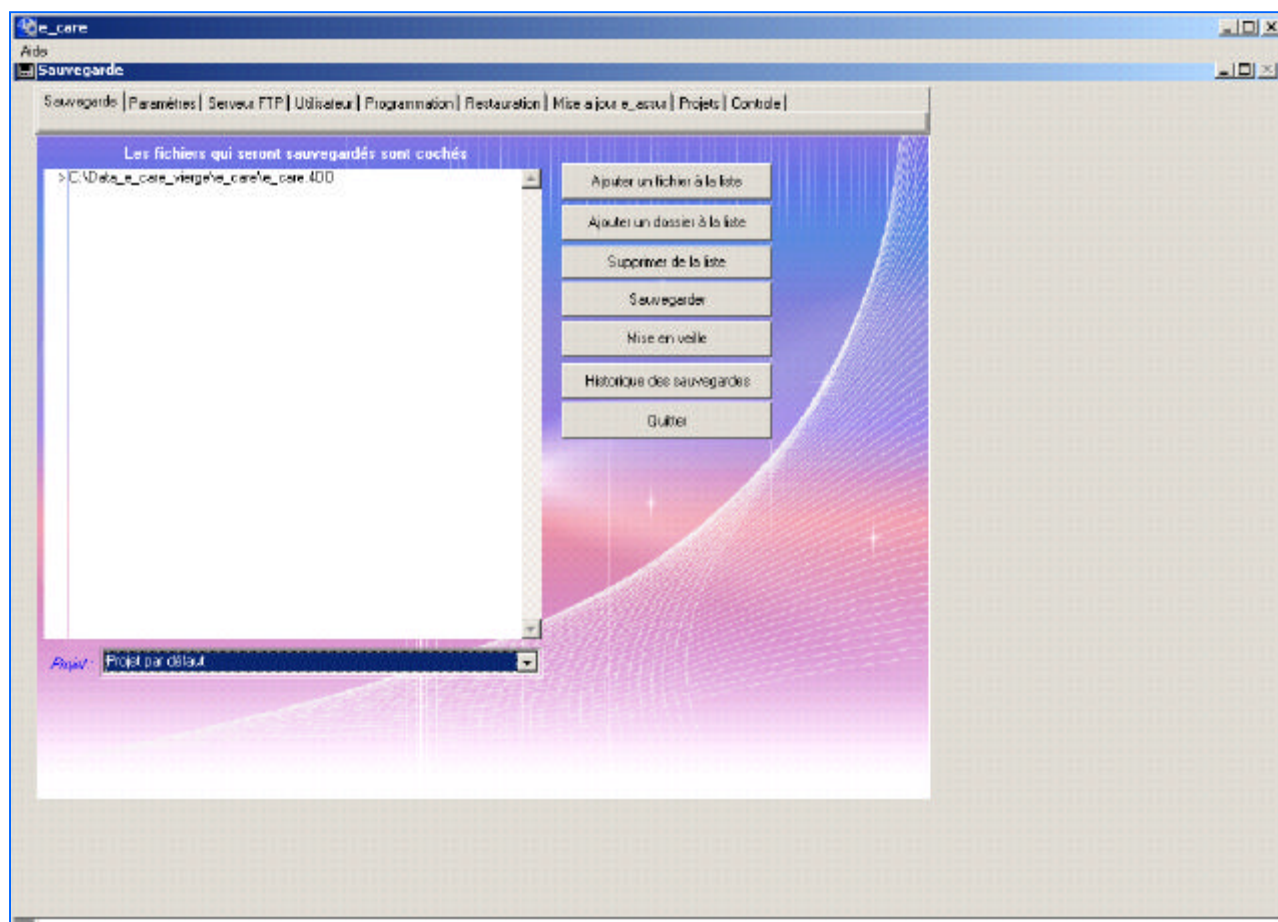 e_care
Aide
Sauvegarde
Sauvegarde Paramètres Serveur FTP Utilisateur Programmation Restauration Mise a jour e_assur Projets Controle
Les fichiers qui seront sauvegardés sont cochés
> C:\Data_e_care_vierge\e_care\e_care.4DD
Ajouter un fichier à la liste
Ajouter un dossier à la liste
Supprimer de la liste
Sauvegarder
Mise en veille
Historique des sauvegardes
Quitter
Projet : Projet par défaut